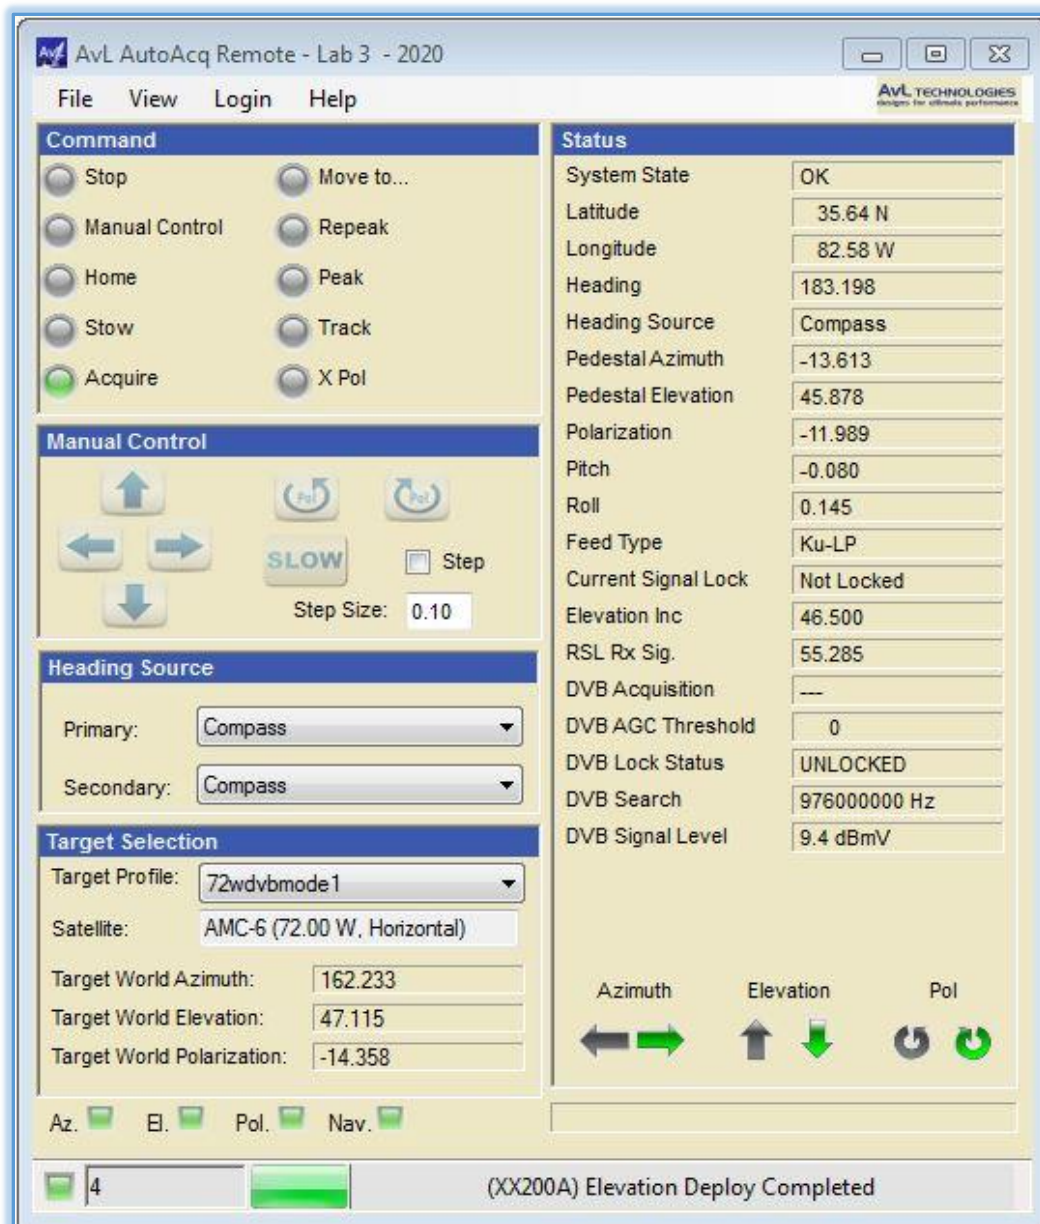 AvL AutoAcq Remote - Lab 3 - 2020
File View Login Help
AvL TECHNOLOGIES
designs for ultimate performance
Command
Stop Move to...
Manual Control Repeak
Home Peak
Stow Track
Acquire X Pol
Manual Control
Pol Pol
SLOW Step
Step Size: 0.10
Heading Source
Primary: Compass
Secondary: Compass
Target Selection
Target Profile: 72wdvbmode1
Satellite: AMC-6 (72.00 W, Horizontal)
Target World Azimuth: 162.233
Target World Elevation: 47.115
Target World Polarization: -14.358
Az. El. Pol. Nav.
Status
System State OK
Latitude 35.64 N
Longitude 82.58 W
Heading 183.198
Heading Source Compass
Pedestal Azimuth -13.613
Pedestal Elevation 45.878
Polarization -11.989
Pitch -0.080
Roll 0.145
Feed Type Ku-LP
Current Signal Lock Not Locked
Elevation Inc 46.500
RSL Rx Sig. 55.285
DVB Acquisition ---
DVB AGC Threshold 0
DVB Lock Status UNLOCKED
DVB Search 976000000 Hz
DVB Signal Level 9.4 dBmV
Azimuth Elevation Pol
4 (XX200A) Elevation Deploy Completed